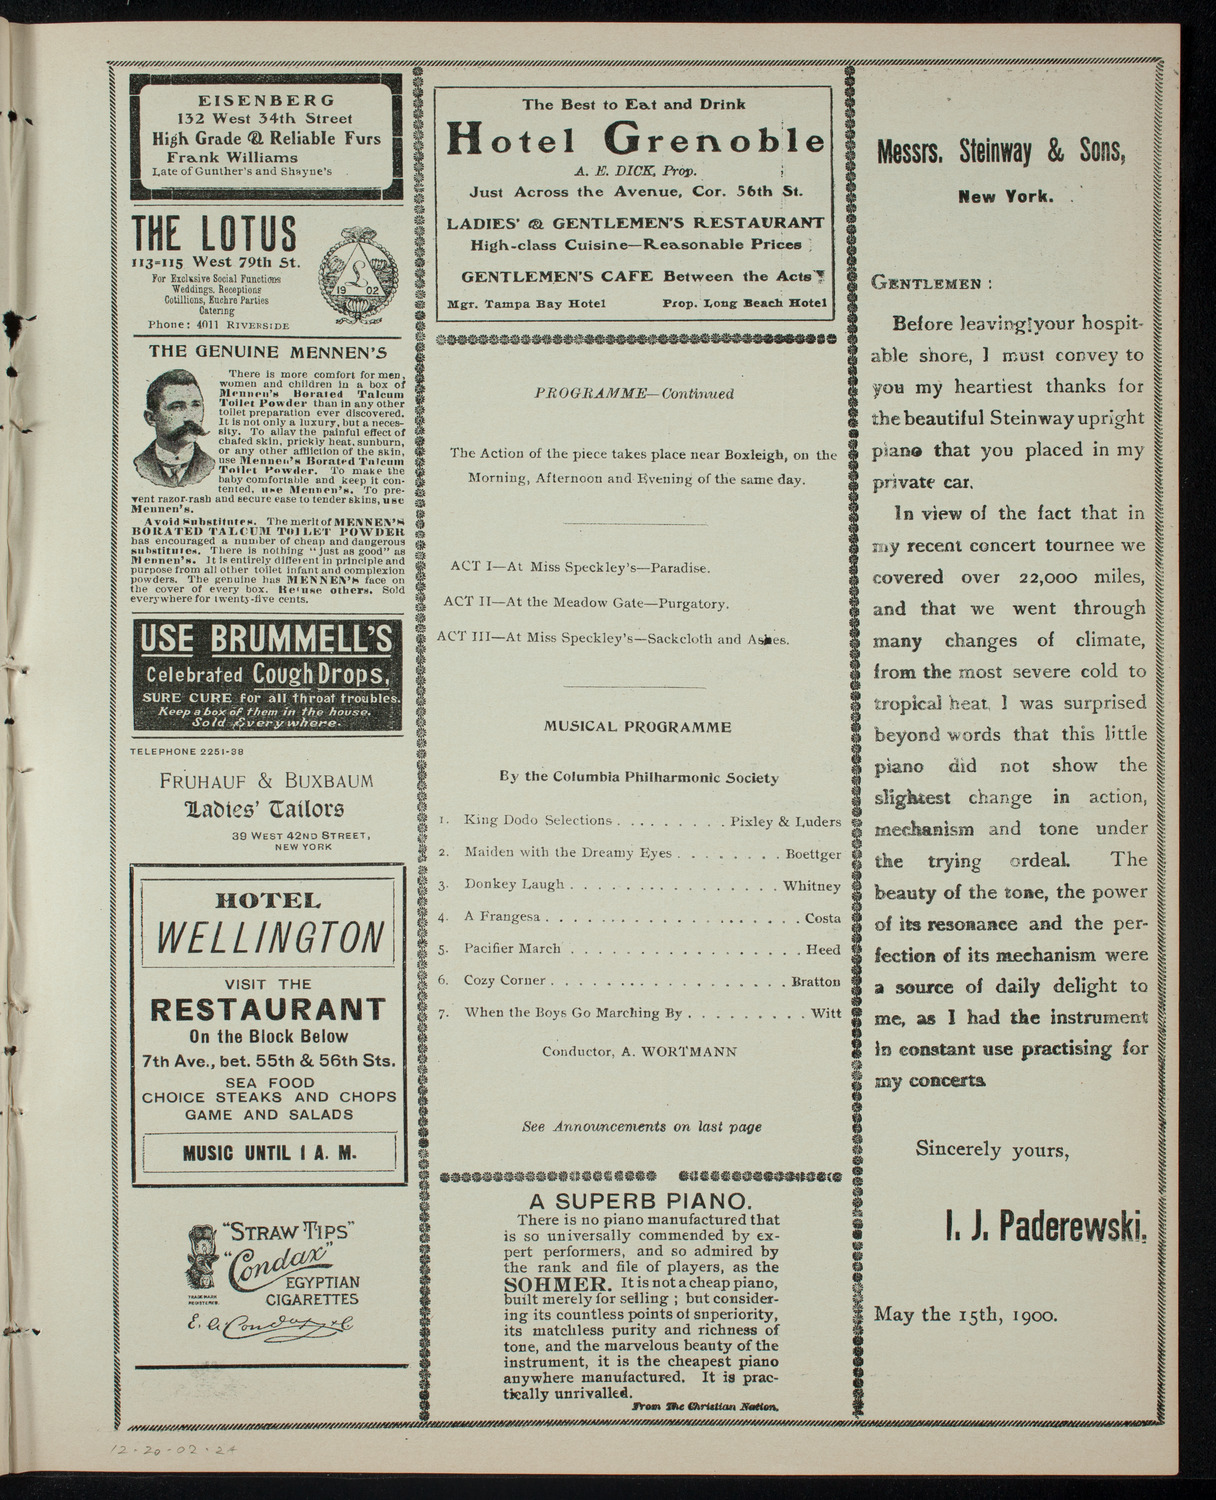 EISENBERG
132 West 34th Street
High Grade & Reliable Furs
Frank Williams
Late of Gunther's and Shayne's
THE LOTUS
113=115 West 79th St.
For Exclusive Social Functions
Weddings, Receptions
Cotillions, Euchre Parties
Catering
Phone: 4011 RIVERSIDE
L
19 02
THE GENUINE MENNEN'S
There is more comfort for men,
women and children in a box of
Mennen's Borated Talcum
Toilet Powder than in any other
toilet preparation ever discovered.
It is not only a luxury, but a neces-
sity. To allay the painful effect of
chafed skin, prickly heat, sunburn,
or any other affliction of the skin,
use Mennen's Borated Talcum
Toilet Powder. To make the
baby comfortable and keep it con-
tented, use Mennen's. To pre-
vent razor-rash and secure ease to tender skins, use
Mennen's.
Avoid Substitutes. The merit of MENNEN'S
BORATED TALCUM TOILET POWDER
has encouraged a number of cheap and dangerous
substitutes. There is nothing "just as good" as
Mennen's. It is entirely different in principle and
purpose from all other toilet infant and complexion
powders. The genuine has MENNEN'S face on
the cover of every box. Refuse others. Sold
everywhere for twenty-five cents.
USE BRUMMELL'S
Celebrated Cough Drops,
SURE CURE for all throat troubles.
Keep a box of them in the house.
Sold Everywhere.
TELEPHONE 2251-38
FRUHAUF & BUXBAUM
Ladies' Tailors
39 WEST 42ND STREET,
NEW YORK
HOTEL
WELLINGTON
VISIT THE
RESTAURANT
On the Block Below
7th Ave., bet. 55th & 56th Sts.
SEA FOOD
CHOICE STEAKS AND CHOPS
GAME AND SALADS
MUSIC UNTIL 1 A. M.
"STRAW TIPS"
"Condax"
EGYPTIAN
CIGARETTES
TRADE MARK
REGISTERED.
E. A. Condax & Co
12-20-02-24
The Best to Eat and Drink
Hotel Grenoble
A. E. DICK, Prop.
Just Across the Avenue, Cor. 56th St.
LADIES' & GENTLEMEN'S RESTAURANT
High-class Cuisine—Reasonable Prices
GENTLEMEN'S CAFE Between the Acts
Mgr. Tampa Bay Hotel Prop. Long Beach Hotel
PROGRAMME—Continued
The Action of the piece takes place near Boxleigh, on the
Morning, Afternoon and Evening of the same day.
ACT I—At Miss Speckley's—Paradise.
ACT II—At the Meadow Gate—Purgatory.
ACT III—At Miss Speckley's—Sackcloth and Ashes.
MUSICAL PROGRAMME
By the Columbia Philharmonic Society
1. King Dodo Selections . . . . . . . . . Pixley & Luders
2. Maiden with the Dreamy Eyes . . . . . . . . Boettger
3. Donkey Laugh . . . . . . . . . . . . . . . . Whitney
4. A Frangesa . . . . . . . . . . . . . . . . . . . Costa
5. Pacifier March . . . . . . . . . . . . . . . . . . Heed
6. Cozy Corner . . . . . . . . . . . . . . . . . . Bratton
7. When the Boys Go Marching By . . . . . . . . . Witt
Conductor, A. WORTMANN
See Announcements on last page
A SUPERB PIANO.
There is no piano manufactured that
is so universally commended by ex-
pert performers, and so admired by
the rank and file of players, as the
SOHMER. It is not a cheap piano,
built merely for selling ; but consider-
ing its countless points of superiority,
its matchless purity and richness of
tone, and the marvelous beauty of the
instrument, it is the cheapest piano
anywhere manufactured. It is prac-
tically unrivalled.
From The Christian Nation.
Messrs. Steinway & Sons,
New York.
GENTLEMEN :
Before leaving your hospit-
able shore, I must convey to
you my heartiest thanks for
the beautiful Steinway upright
piano that you placed in my
private car.
In view of the fact that in
my recent concert tournee we
covered over 22,000 miles,
and that we went through
many changes of climate,
from the most severe cold to
tropical heat, I was surprised
beyond words that this little
piano did not show the
slightest change in action,
mechanism and tone under
the trying ordeal. The
beauty of the tone, the power
of its resonance and the per-
fection of its mechanism were
a source of daily delight to
me, as I had the instrument
in constant use practising for
my concerts
Sincerely yours,
I. J. Paderewski.
May the 15th, 1900.